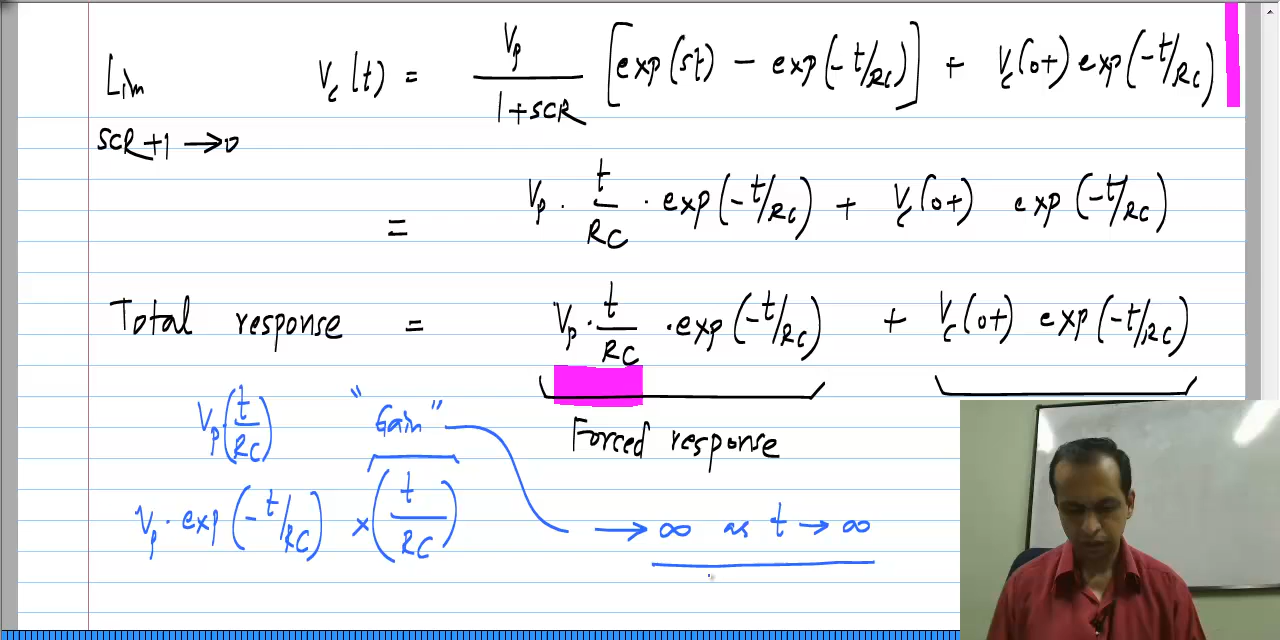 Lim V_c(t) = V_p / (1+SCR) [exp(st) − exp(−t/RC)] + V_c(0+) exp(−t/RC)
SCR+1 → 0
= V_p · t/RC · exp(−t/RC) + V_c(0+) exp(−t/RC)
Total response = V_p · t/RC · exp(−t/RC) + V_c(0+) exp(−t/RC)
V_p(t/RC) "Gain" Forced response
V_p · exp(−t/RC) × (t/RC) → ∞ as t → ∞